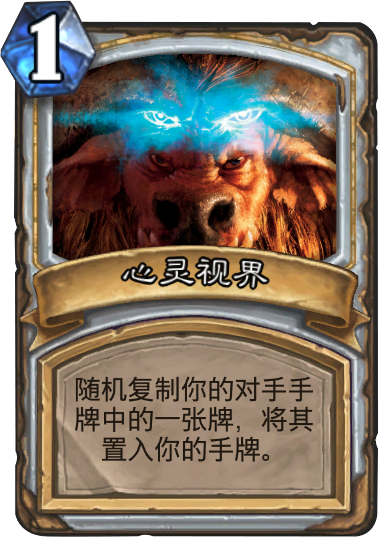 1
心灵视界
随机复制你的对手手
牌中的一张牌，将其
置入你的手牌。